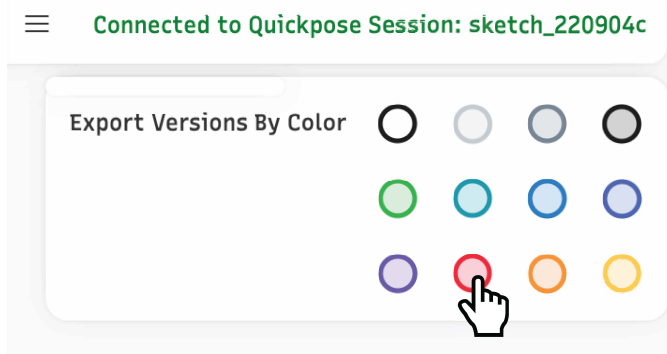 Connected to Quickpose Session: sketch_220904c
Export Versions By Color